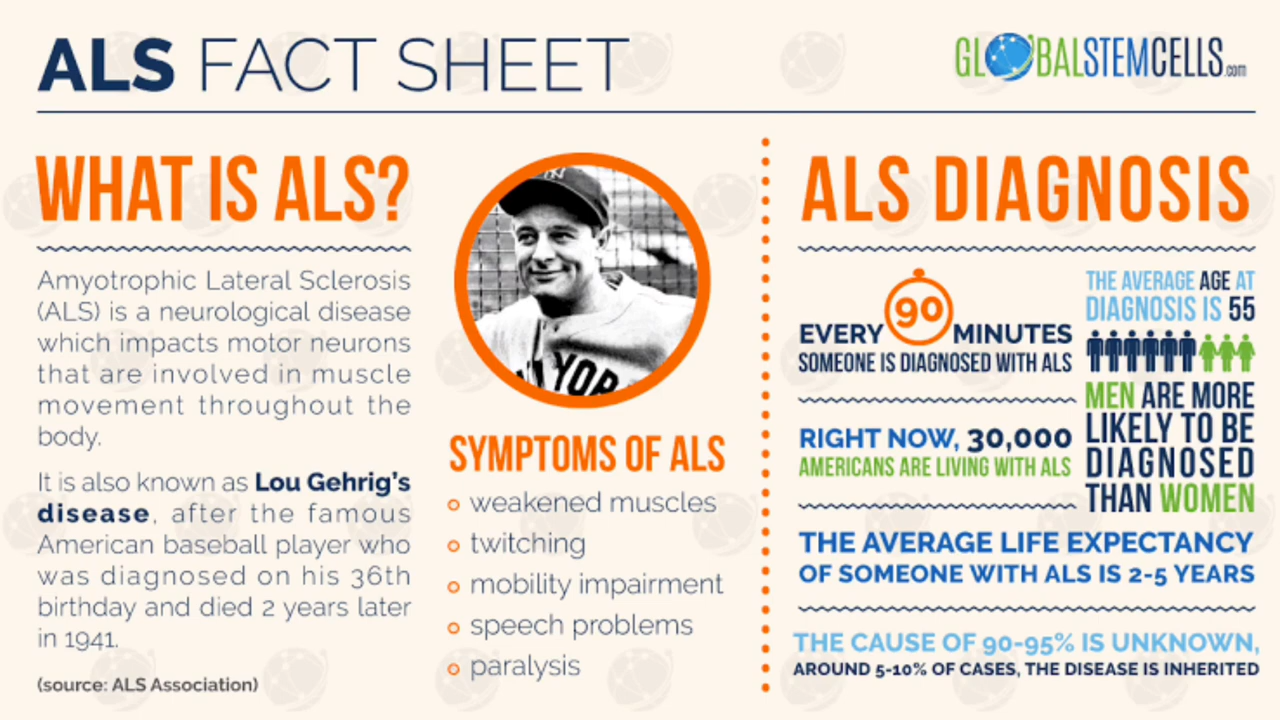 ALS FACT SHEET
GLOBALSTEMCELLS.com
WHAT IS ALS?
Amyotrophic Lateral Sclerosis
(ALS) is a neurological disease
which impacts motor neurons
that are involved in muscle
movement throughout the
body.
It is also known as Lou Gehrig's
disease, after the famous
American baseball player who
was diagnosed on his 36th
birthday and died 2 years later
in 1941.
(source: ALS Association)
NY
SYMPTOMS OF ALS
weakened muscles
twitching
mobility impairment
speech problems
paralysis
ALS DIAGNOSIS
EVERY 90 MINUTES
SOMEONE IS DIAGNOSED WITH ALS
RIGHT NOW, 30,000
AMERICANS ARE LIVING WITH ALS
THE AVERAGE AGE AT
DIAGNOSIS IS 55
MEN ARE MORE
LIKELY TO BE
DIAGNOSED
THAN WOMEN
THE AVERAGE LIFE EXPECTANCY
OF SOMEONE WITH ALS IS 2-5 YEARS
THE CAUSE OF 90-95% IS UNKNOWN,
AROUND 5-10% OF CASES, THE DISEASE IS INHERITED